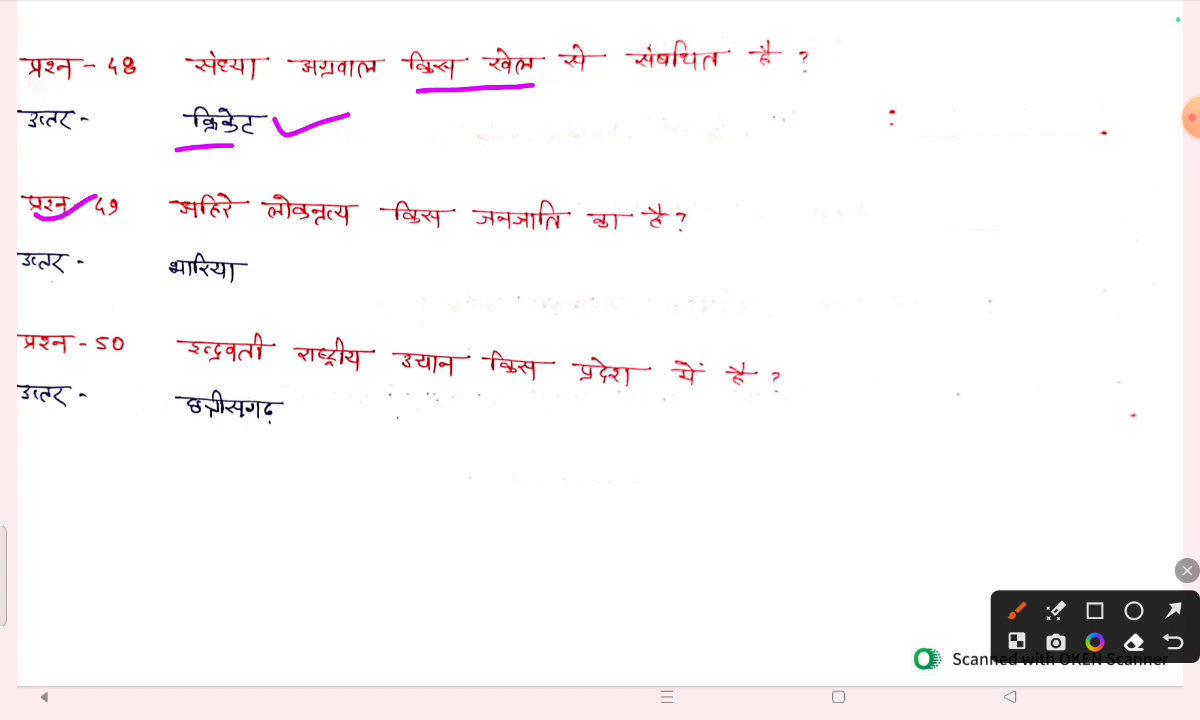 प्रश्न - 48 संध्या अग्रवाल किस खेल से संबधित है ?
उत्तर - क्रिकेट
प्रश्न - 49 अहिरे लोकनृत्य किस जनजाति का है ?
उत्तर - भारिया
प्रश्न - 50 इन्द्रवती राष्ट्रीय उद्यान किस प्रदेश में है ?
उत्तर - छत्तीसगढ़
Scanned with OKEN Scanner